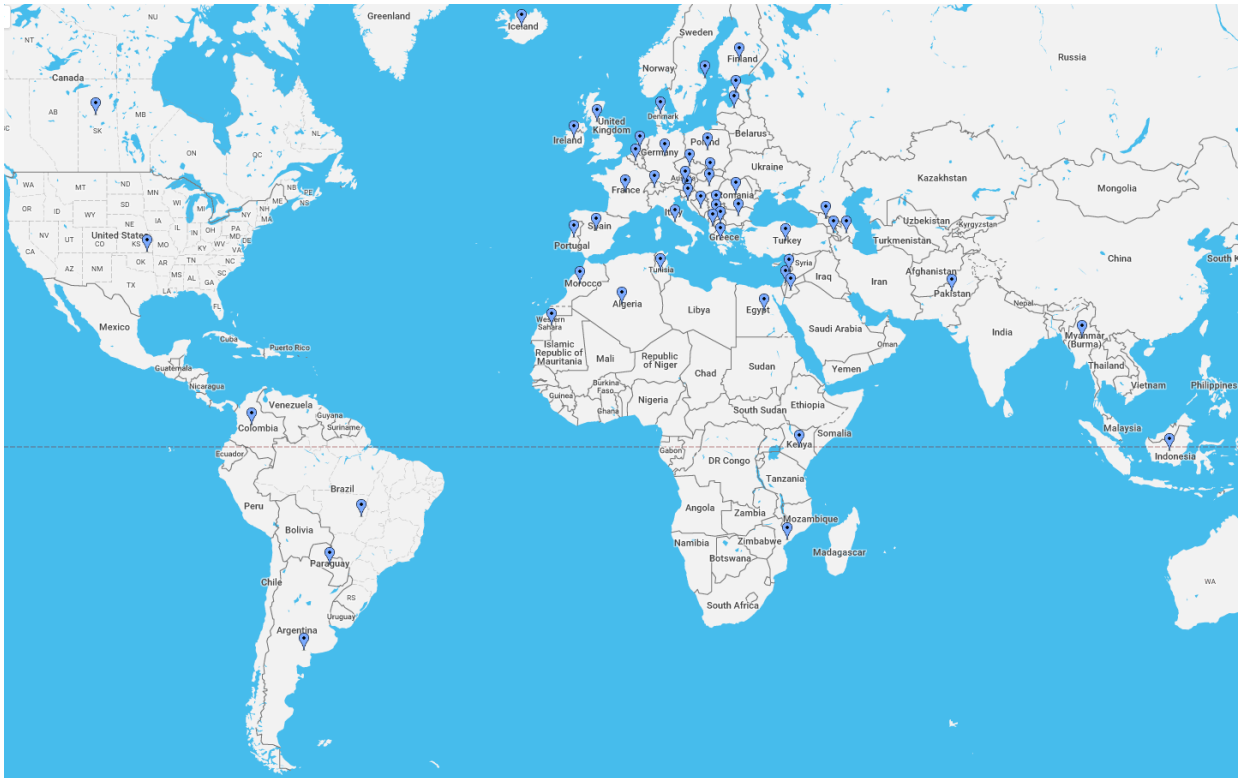 Greenland
NU
NT
Iceland
Sweden
Finland
Norway
Russia
Canada
AB
SK
MB
ON
QC
NL
NB
PE
NS
Denmark
United
Kingdom
Ireland
Belarus
Poland
Germany
Ukraine
France
Romania
Italy
Spain
Portugal
Greece
Turkey
Kazakhstan
Mongolia
Uzbekistan
Kyrgyzstan
Turkmenistan
China
South K
WA
MT
ND
MN
OR
ID
WY
SD
WI
MI
NY
NH
MA
NE
IA
IL
IN
OH
PA
NV
UT
CO
United States
KS
MO
KY
WV
VA
MD
DE
CA
AZ
NM
OK
AR
TN
NC
SC
TX
LA
MS
AL
GA
FL
Mexico
Cuba
Puerto Rico
Guatemala
Nicaragua
Morocco
Tunisia
Algeria
Libya
Egypt
Western
Sahara
Syria
Iraq
Iran
Afghanistan
Pakistan
Nepal
India
Myanmar
(Burma)
Thailand
Vietnam
Philippines
Saudi Arabia
Oman
Yemen
Islamic
Republic of
Mauritania
Mali
Republic
of Niger
Chad
Sudan
Burkina
Faso
Guinea
Ghana
Nigeria
South Sudan
Ethiopia
Somalia
Venezuela
Guyana
Suriname
Colombia
Ecuador
Gabon
DR Congo
Kenya
Tanzania
Malaysia
Indonesia
Brazil
Peru
Bolivia
Angola
Zambia
Mozambique
Zimbabwe
Namibia
Botswana
Madagascar
Paraguay
Chile
RS
Uruguay
Argentina
South Africa
WA